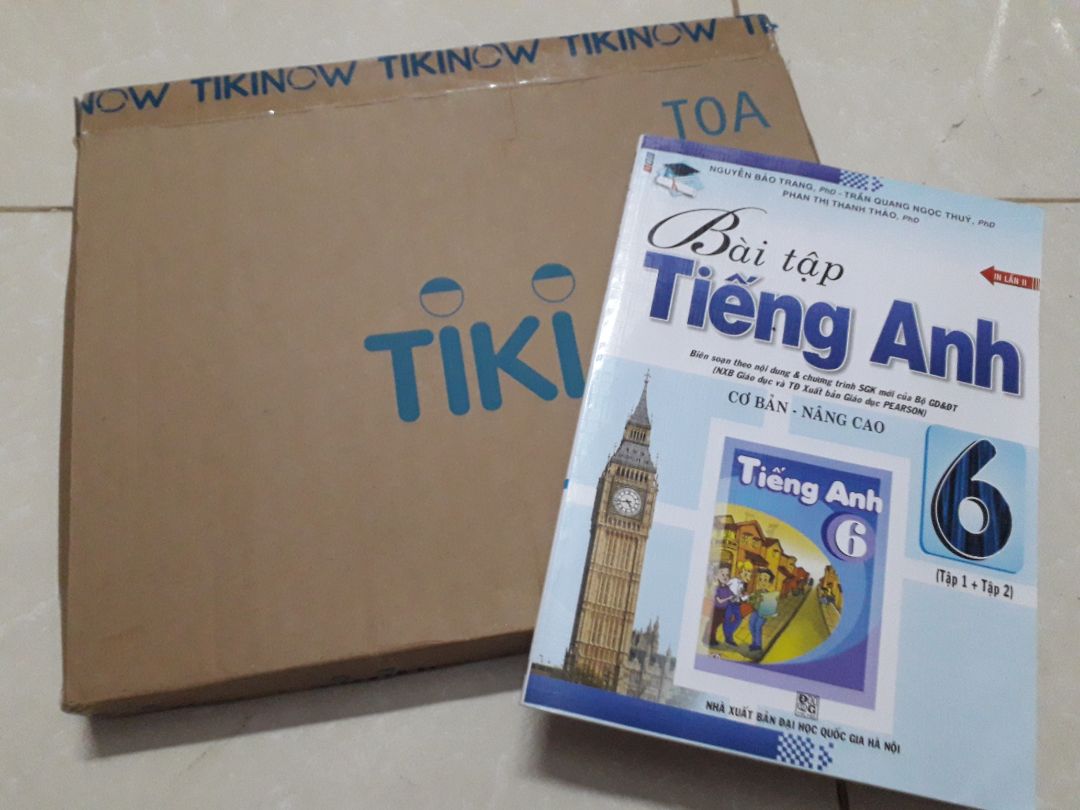 NOW TIKINOW TIKINOW TIKINOW
TOA
TIKI
NGUYỄN BẢO TRANG, PhD - TRẦN QUANG NGỌC THUÝ, PhD
PHAN THỊ THANH THẢO, PhD
Bài tập
IN LẦN II
Tiếng Anh
Biên soạn theo nội dung & chương trình SGK mới của Bộ GD&ĐT
(NXB Giáo dục và TĐ Xuất bản Giáo dục PEARSON)
CƠ BẢN - NÂNG CAO
6
(Tập 1 + Tập 2)
Tiếng Anh
6
NHÀ XUẤT BẢN ĐẠI HỌC QUỐC GIA HÀ NỘI